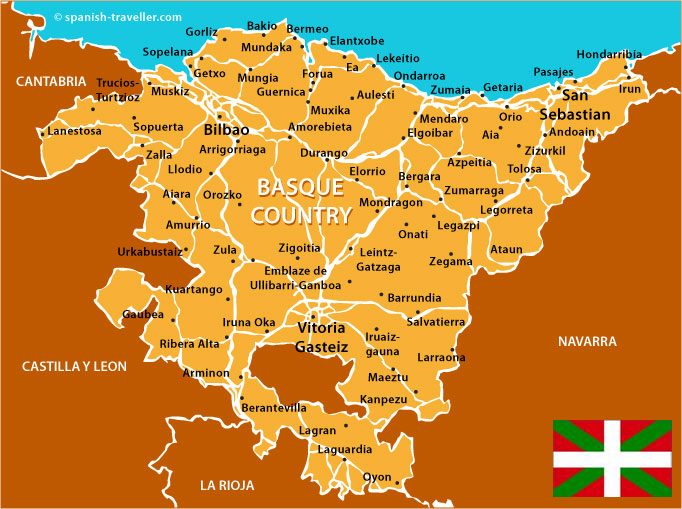 © spanish-traveller.com
Bakio
Gorliz
Bermeo
Mundaka
Elantxobe
Sopelana
Ea
Lekeitio
Hondarribia
Getxo
Mungia
Forua
Pasajes
CANTABRIA
Trucios-
Turtzioz
Muskiz
Guernica
Ondarroa
Irun
Zumaia
Getaria
San
Sebastian
Aulesti
Muxika
Orio
Mendaro
Lanestosa
Sopuerta
Bilbao
Amorebieta
Elgoibar
Aia
Andoain
Zalla
Arrigorriaga
Durango
Zizurkil
Azpeitia
Llodio
Elorrio
Bergara
Tolosa
BASQUE
COUNTRY
Aiara
Orozko
Zumarraga
Mondragon
Legorreta
Amurrio
Legazpi
Onati
Urkabustaiz
Zula
Zigoitia
Leintz-
Gatzaga
Ataun
Zegama
Emblaze de
Ullibarri-Ganboa
Kuartango
Barrundia
Gaubea
Iruna Oka
Vitoria
Gasteiz
Salvatierra
Ribera Alta
Iruaiz-
gauna
NAVARRA
Larraona
CASTILLA Y LEON
Arminon
Maeztu
Kanpezu
Berantevilla
Lagran
Laguardia
LA RIOJA
Oyon